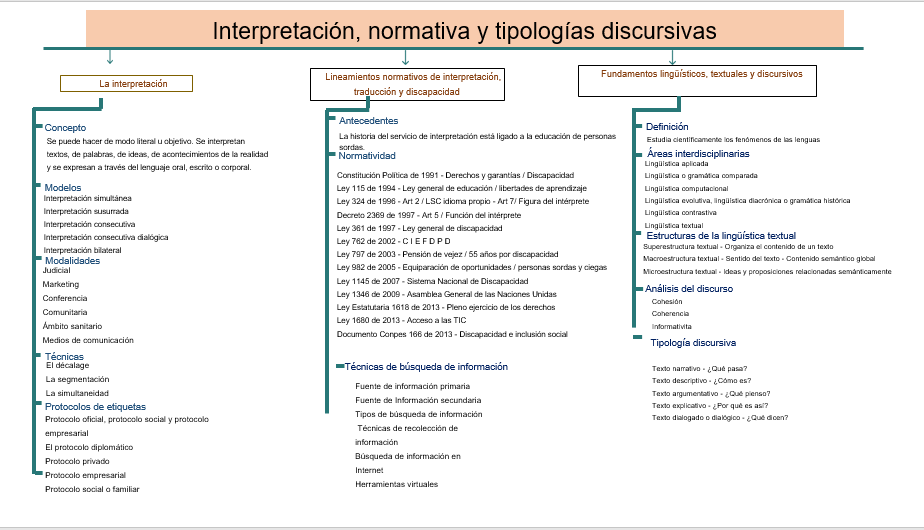 Interpretación, normativa y tipologías discursivas
La interpretación
Concepto
Se puede hacer de modo literal u objetivo. Se interpretan
textos, de palabras, de ideas, de acontecimientos de la realidad
y se expresan a través del lenguaje oral, escrito o corporal.
Modelos
Interpretación simultánea
Interpretación susurrada
Interpretación consecutiva
Interpretación consecutiva dialógica
Interpretación bilateral
Modalidades
Judicial
Marketing
Conferencia
Comunitaria
Ámbito sanitario
Medios de comunicación
Técnicas
El décalage
La segmentación
La simultaneidad
Protocolos de etiquetas
Protocolo oficial, protocolo social y protocolo
empresarial
El protocolo diplomático
Protocolo privado
Protocolo empresarial
Protocolo social o familiar
Lineamientos normativos de interpretación,
traducción y discapacidad
Antecedentes
La historia del servicio de interpretación está ligado a la educación de personas
sordas.
Normatividad
Constitución Política de 1991 - Derechos y garantías / Discapacidad
Ley 115 de 1994 - Ley general de educación / libertades de aprendizaje
Ley 324 de 1996 - Art 2 / LSC idioma propio - Art 7/ Figura del intérprete
Decreto 2369 de 1997 - Art 5 / Función del intérprete
Ley 361 de 1997 - Ley general de discapacidad
Ley 762 de 2002 - C I E F D P D
Ley 797 de 2003 - Pensión de vejez / 55 años por discapacidad
Ley 982 de 2005 - Equiparación de oportunidades / personas sordas y ciegas
Ley 1145 de 2007 - Sistema Nacional de Discapacidad
Ley 1346 de 2009 - Asamblea General de las Naciones Unidas
Ley Estatutaria 1618 de 2013 - Pleno ejercicio de los derechos
Ley 1680 de 2013 - Acceso a las TIC
Documento Conpes 166 de 2013 - Discapacidad e inclusión social
Técnicas de búsqueda de información
Fuente de información primaria
Fuente de Información secundaria
Tipos de búsqueda de información
Técnicas de recolección de
información
Búsqueda de información en
Internet
Herramientas virtuales
Fundamentos lingüísticos, textuales y discursivos
Definición
Estudia científicamente los fenómenos de las lenguas
Áreas interdisciplinarias
Lingüística aplicada
Lingüística o gramática comparada
Lingüística computacional
Lingüística evolutiva, lingüística diacrónica o gramática histórica
Lingüística contrastiva
Lingüística textual
Estructuras de la lingüística textual
Superestructura textual - Organiza el contenido de un texto
Macroestructura textual - Sentido del texto - Contenido semántico global
Microestructura textual - Ideas y proposiciones relacionadas semánticamente
Análisis del discurso
Cohesión
Coherencia
Informativita
Tipología discursiva
Texto narrativo - ¿Qué pasa?
Texto descriptivo - ¿Cómo es?
Texto argumentativo - ¿Qué pienso?
Texto explicativo - ¿Por qué es así?
Texto dialogado o dialógico - ¿Qué dicen?